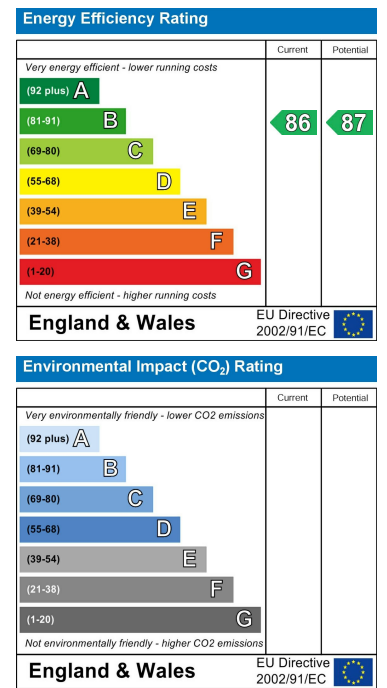 Energy Efficiency Rating
Current Potential
Very energy efficient - lower running costs
(92 plus) A
(81-91) B 86 87
(69-80) C
(55-68) D
(39-54) E
(21-38) F
(1-20) G
Not energy efficient - higher running costs
England & Wales
EU Directive
2002/91/EC
Environmental Impact (CO₂) Rating
Current Potential
Very environmentally friendly - lower CO2 emissions
(92 plus) A
(81-91) B
(69-80) C
(55-68) D
(39-54) E
(21-38) F
(1-20) G
Not environmentally friendly - higher CO2 emissions
England & Wales
EU Directive
2002/91/EC